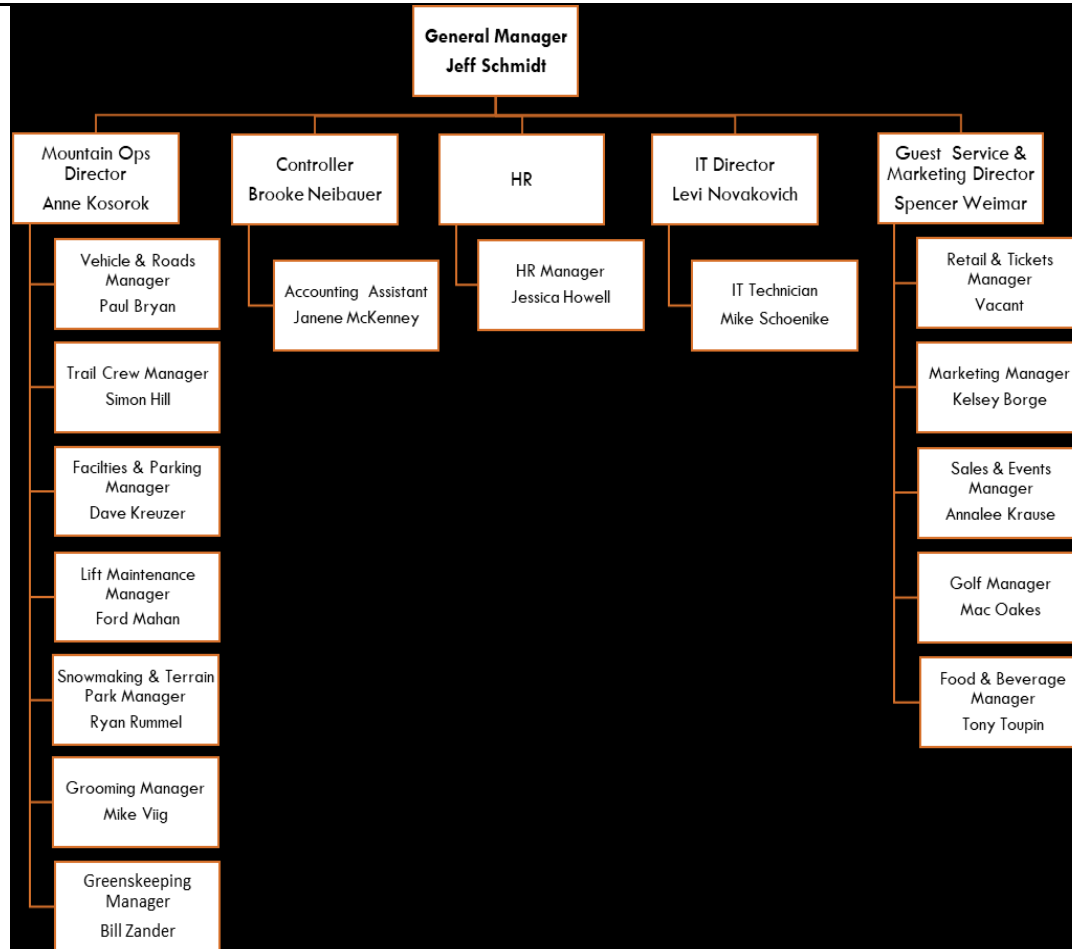 General Manager
Jeff Schmidt
Mountain Ops
Director
Anne Kosorok
Controller
Brooke Neibauer
HR
IT Director
Levi Novakovich
Guest Service &
Marketing Director
Spencer Weimar
Vehicle & Roads
Manager
Paul Bryan
Trail Crew Manager
Simon Hill
Facilties & Parking
Manager
Dave Kreuzer
Lift Maintenance
Manager
Ford Mahan
Snowmaking & Terrain
Park Manager
Ryan Rummel
Grooming Manager
Mike Viig
Greenskeeping
Manager
Bill Zander
Accounting Assistant
Janene McKenney
HR Manager
Jessica Howell
IT Technician
Mike Schoenike
Retail & Tickets
Manager
Vacant
Marketing Manager
Kelsey Borge
Sales & Events
Manager
Annalee Krause
Golf Manager
Mac Oakes
Food & Beverage
Manager
Tony Toupin